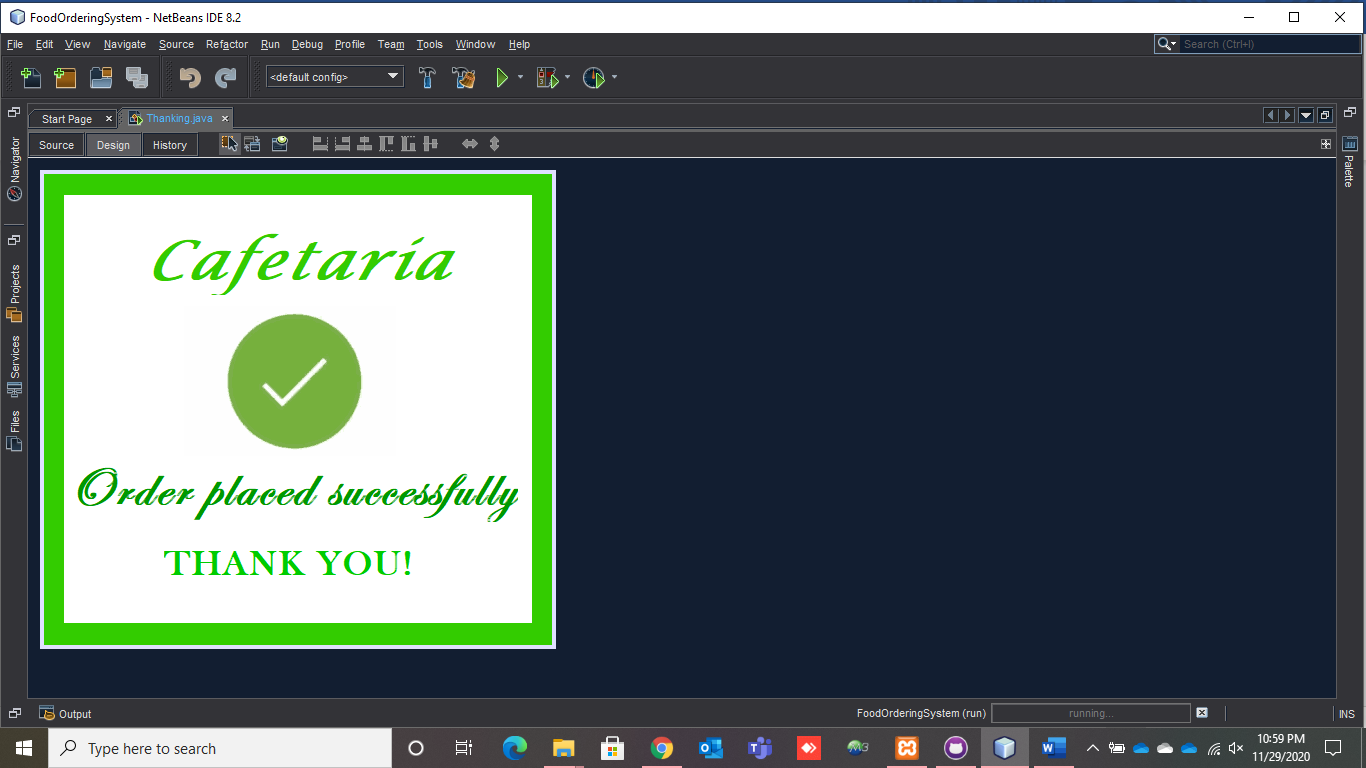 FoodOrderingSystem - NetBeans IDE 8.2
File Edit View Navigate Source Refactor Run Debug Profile Team Tools Window Help
Search (Ctrl+I)
<default config>
Start Page
Thanking.java
Source Design History
Navigator
Projects
Services
Files
Palette
Cafetaria
Order placed successfully
THANK YOU!
Output
FoodOrderingSystem (run)
running...
INS
Type here to search
10:59 PM
11/29/2020